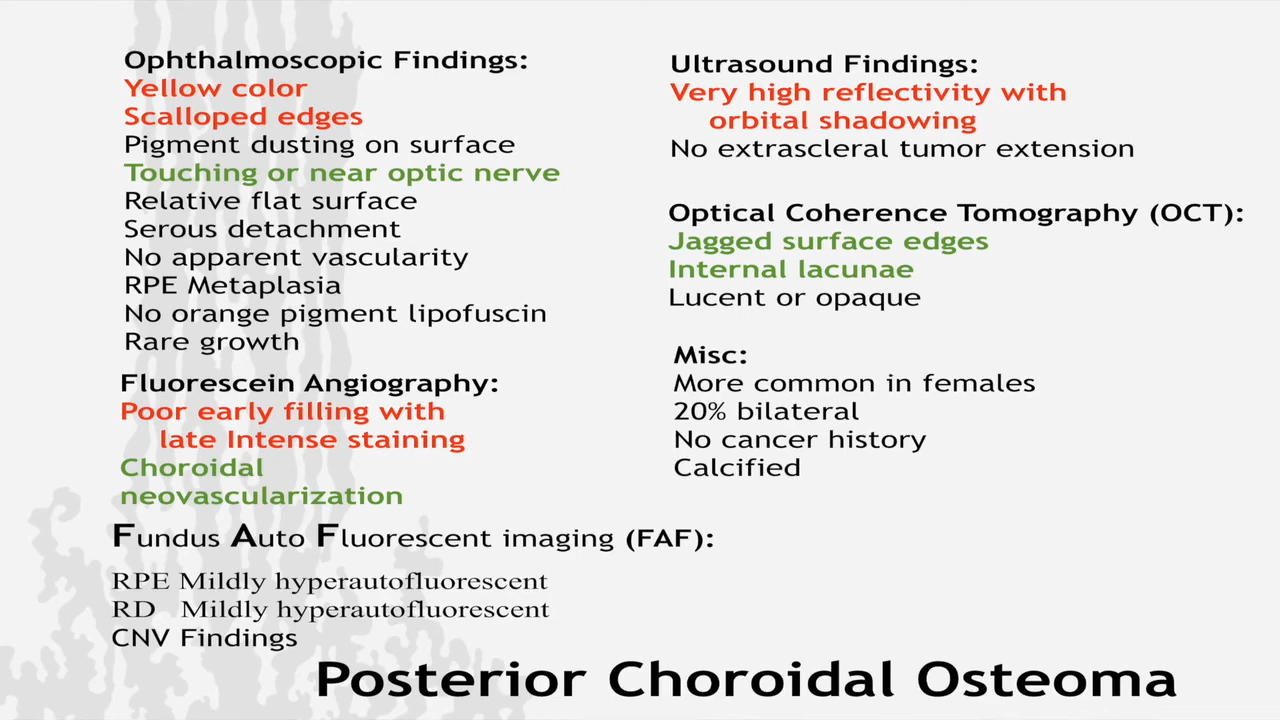 Ophthalmoscopic Findings:
Yellow color
Scalloped edges
Pigment dusting on surface
Touching or near optic nerve
Relative flat surface
Serous detachment
No apparent vascularity
RPE Metaplasia
No orange pigment lipofuscin
Rare growth
Fluorescein Angiography:
Poor early filling with
late Intense staining
Choroidal
neovascularization
Fundus Auto Fluorescent imaging (FAF):
RPE Mildly hyperautofluorescent
RD Mildly hyperautofluorescent
CNV Findings
Ultrasound Findings:
Very high reflectivity with
orbital shadowing
No extrascleral tumor extension
Optical Coherence Tomography (OCT):
Jagged surface edges
Internal lacunae
Lucent or opaque
Misc:
More common in females
20% bilateral
No cancer history
Calcified
Posterior Choroidal Osteoma